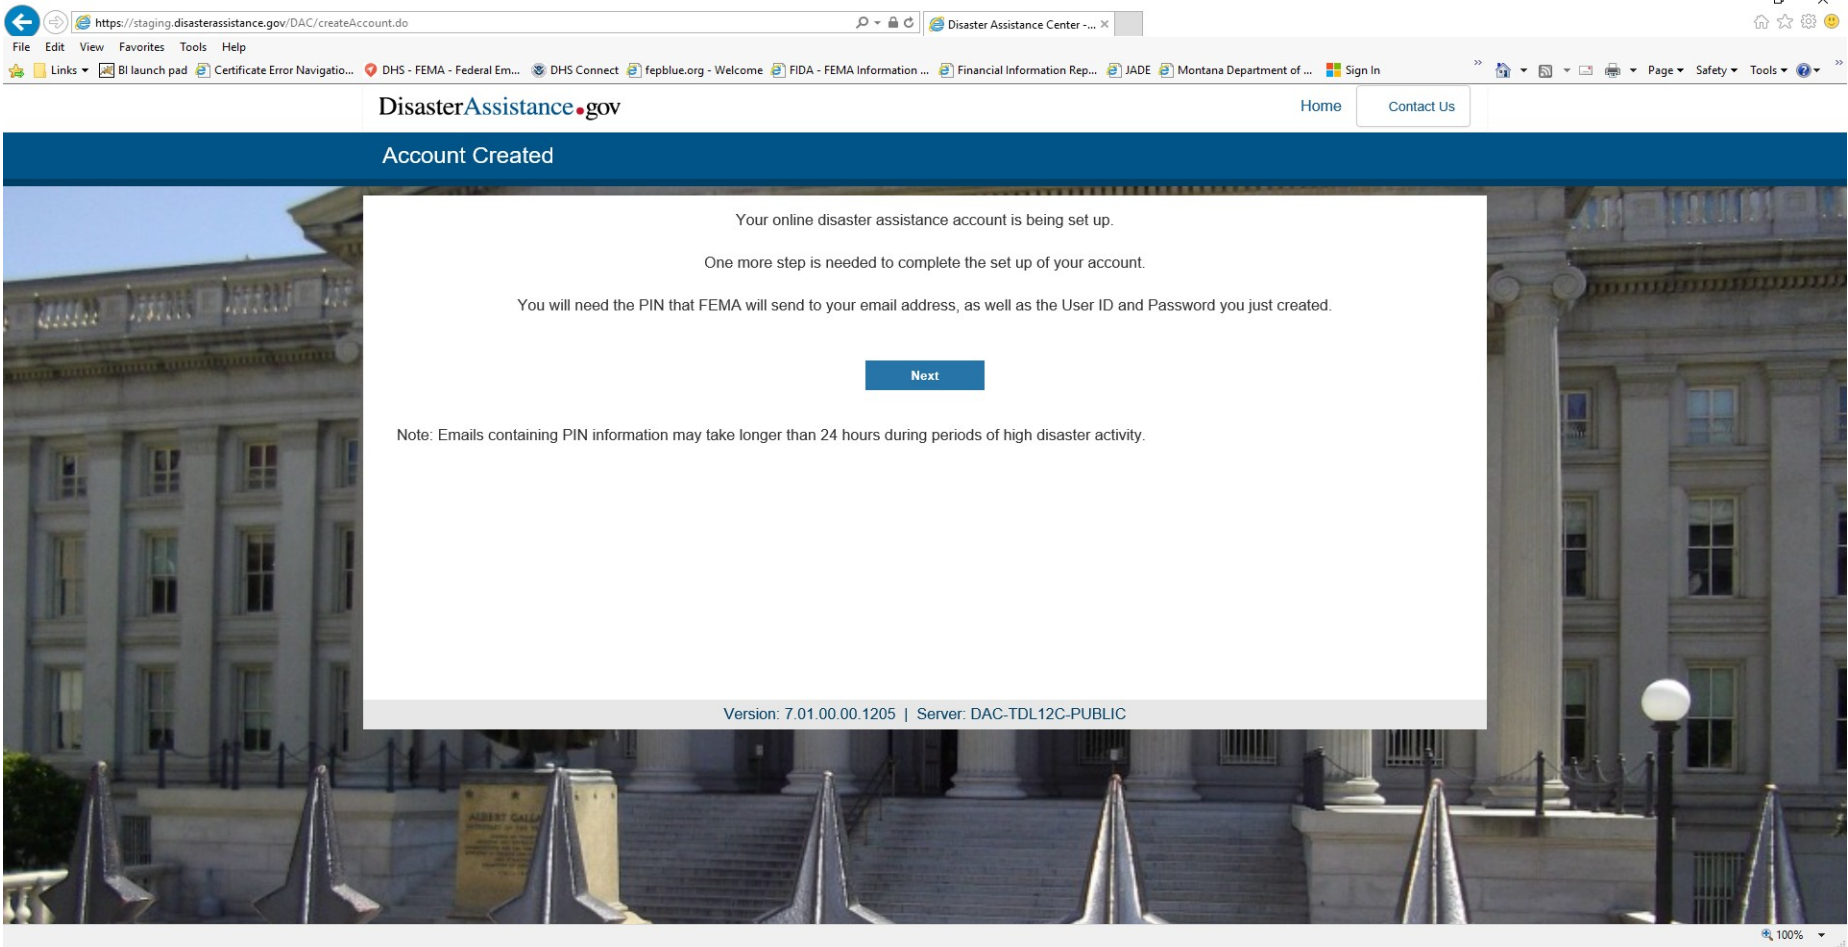 https://staging.disasterassistance.gov/DAC/createAccount.do
Disaster Assistance Center -...
File Edit View Favorites Tools Help
Links BI launch pad Certificate Error Navigatio... DHS - FEMA - Federal Em... DHS Connect fepblue.org - Welcome FIDA - FEMA Information ... Financial Information Rep... JADE Montana Department of ... Sign In Page Safety Tools
DisasterAssistance.gov
Home Contact Us
Account Created
Your online disaster assistance account is being set up.
One more step is needed to complete the set up of your account.
You will need the PIN that FEMA will send to your email address, as well as the User ID and Password you just created.
Next
Note: Emails containing PIN information may take longer than 24 hours during periods of high disaster activity.
Version: 7.01.00.00.1205 | Server: DAC-TDL12C-PUBLIC
ALBERT
100%